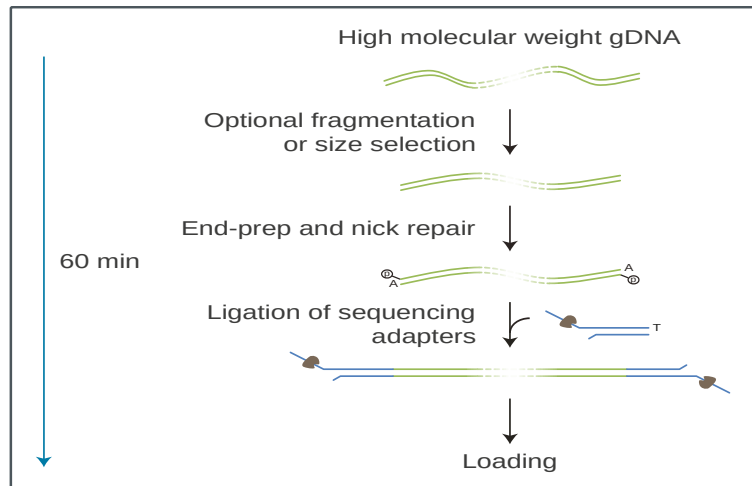 High molecular weight gDNA
Optional fragmentation
or size selection
End-prep and nick repair
60 min
P
A
A
P
Ligation of sequencing
adapters
T
Loading